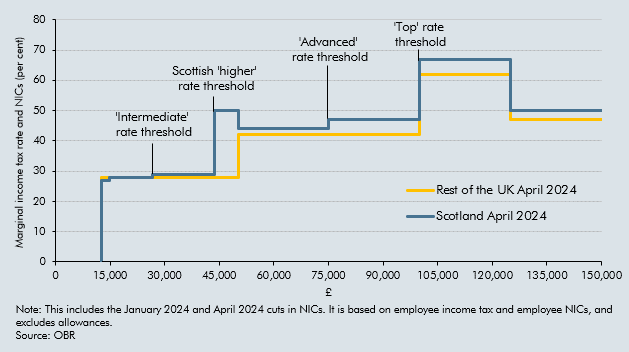 80
70
60
50
40
30
20
10
0
Marginal income tax rate and NICs (per cent)
'Intermediate'
rate threshold
Scottish 'higher'
rate threshold
'Advanced'
rate threshold
'Top' rate
threshold
Rest of the UK April 2024
Scotland April 2024
0 15,000 30,000 45,000 60,000 75,000 90,000 105,000 120,000 135,000 150,000
£
Note: This includes the January 2024 and April 2024 cuts in NICs. It is based on employee income tax and employee NICs, and
excludes allowances.
Source: OBR